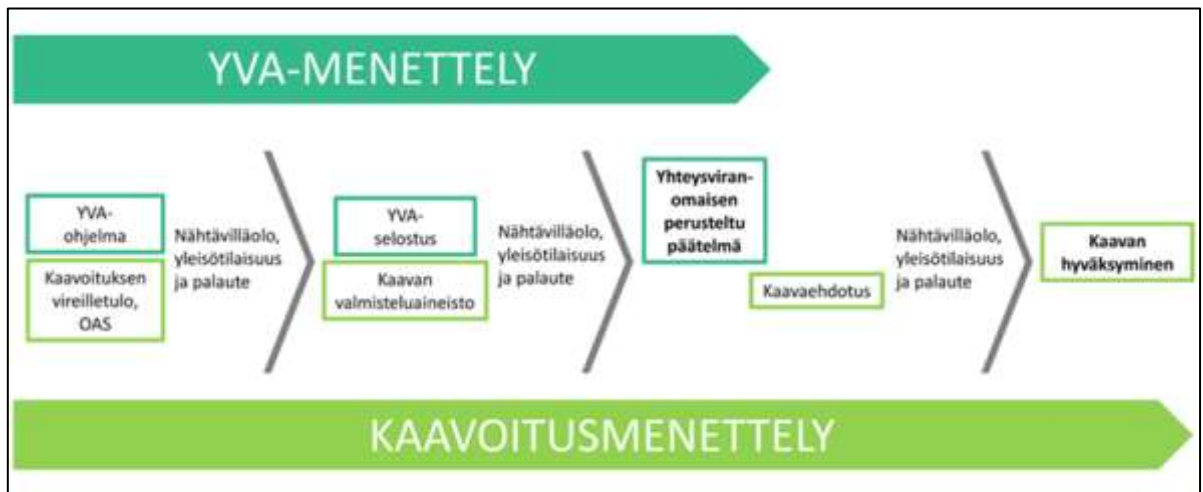 YVA-MENETTELY
YVA-
ohjelma
Kaavoituksen
vireilletulo,
OAS
Nähtävilläolo,
yleisötilaisuus
ja palaute
YVA-
selostus
Kaavan
valmisteluaineisto
Nähtävilläolo,
yleisötilaisuus
ja palaute
Yhteysviran-
omaisen
perusteltu
päätelmä
Kaavaehdotus
Nähtävilläolo,
yleisötilaisuus
ja palaute
Kaavan
hyväksyminen
KAAVOITUSMENETTELY